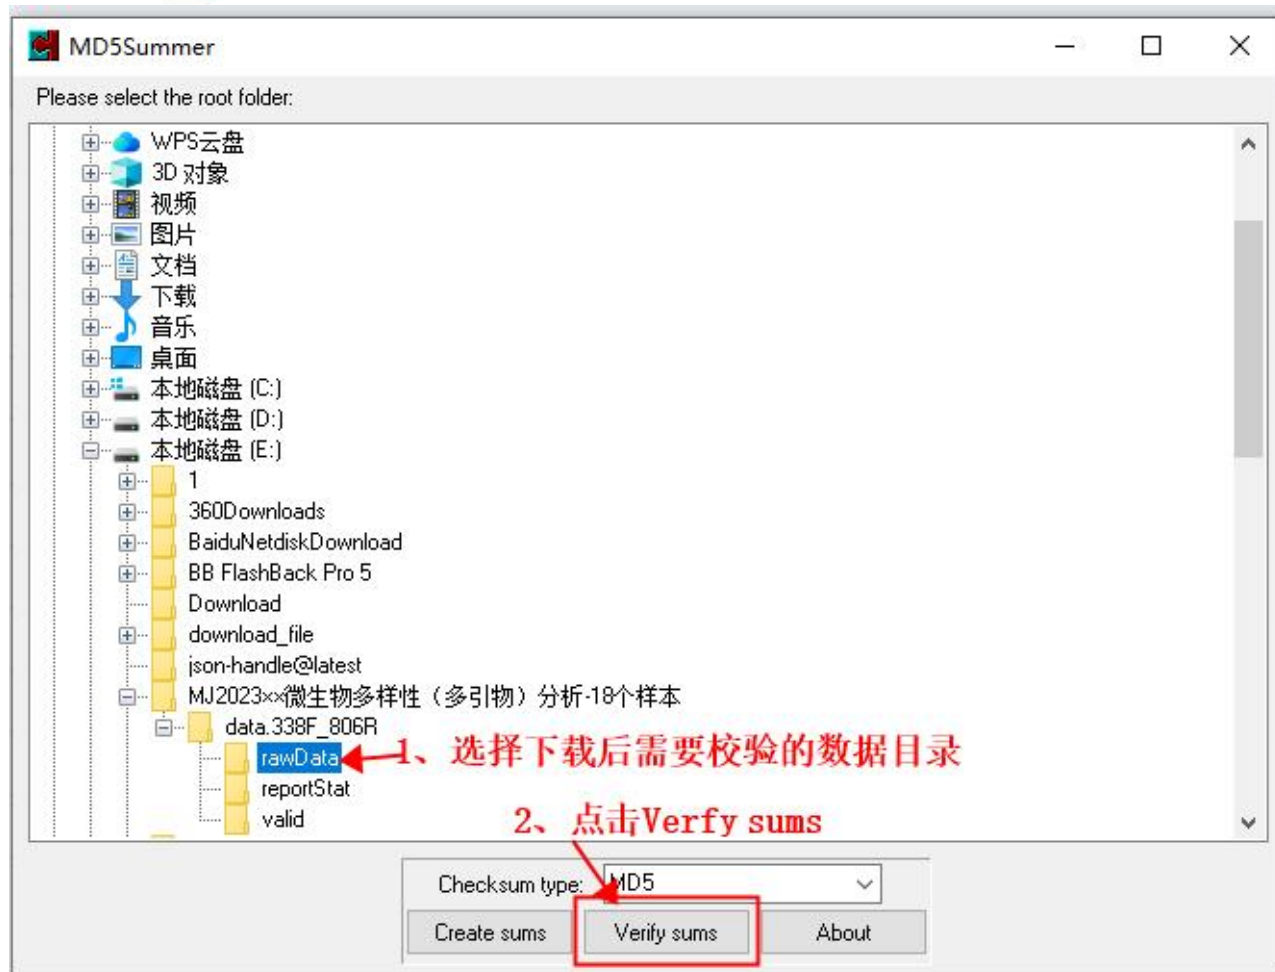 MD5Summer
Please select the root folder:
WPS云盘
3D 对象
视频
图片
文档
下载
音乐
桌面
本地磁盘 (C:)
本地磁盘 (D:)
本地磁盘 (E:)
1
360Downloads
BaiduNetdiskDownload
BB FlashBack Pro 5
Download
download_file
json-handle@latest
MJ2023××微生物多样性（多引物）分析-18个样本
data.338F_806R
rawData 1、选择下载后需要校验的数据目录
reportStat
valid 2、点击Verfy sums
Checksum type: MD5
Create sums Verify sums About